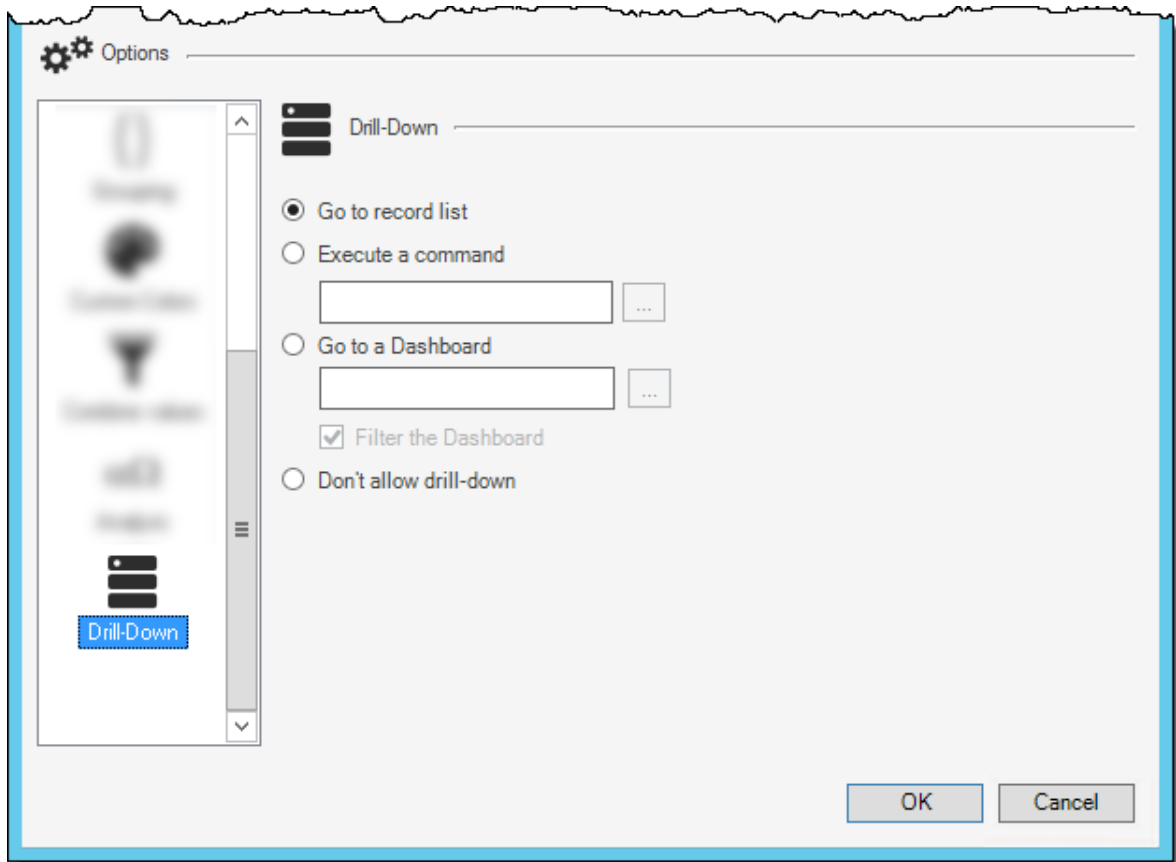 Options
Drill-Down
Go to record list
Execute a command
...
Go to a Dashboard
...
Filter the Dashboard
Don't allow drill-down
Drill-Down
OK
Cancel